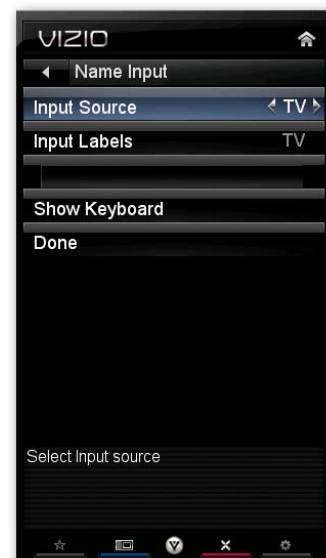 VIZIO
Name Input
Input Source TV
Input Labels TV
Show Keyboard
Done
Select Input source
V